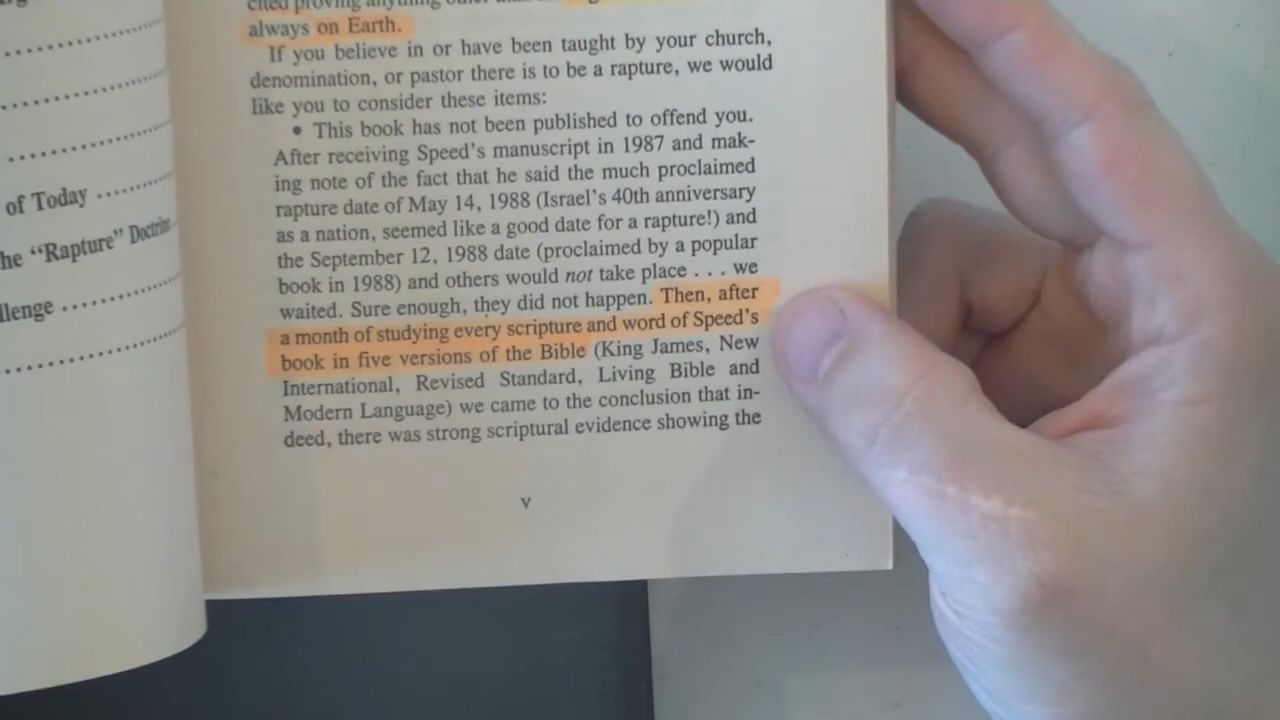 of Today
he "Rapture" Doctrine
llenge
cited proving anything other
always on Earth.
If you believe in or have been taught by your church,
denomination, or pastor there is to be a rapture, we would
like you to consider these items:
• This book has not been published to offend you.
After receiving Speed's manuscript in 1987 and mak-
ing note of the fact that he said the much proclaimed
rapture date of May 14, 1988 (Israel's 40th anniversary
as a nation, seemed like a good date for a rapture!) and
the September 12, 1988 date (proclaimed by a popular
book in 1988) and others would not take place . . . we
waited. Sure enough, they did not happen. Then, after
a month of studying every scripture and word of Speed's
book in five versions of the Bible (King James, New
International, Revised Standard, Living Bible and
Modern Language) we came to the conclusion that in-
deed, there was strong scriptural evidence showing the
v